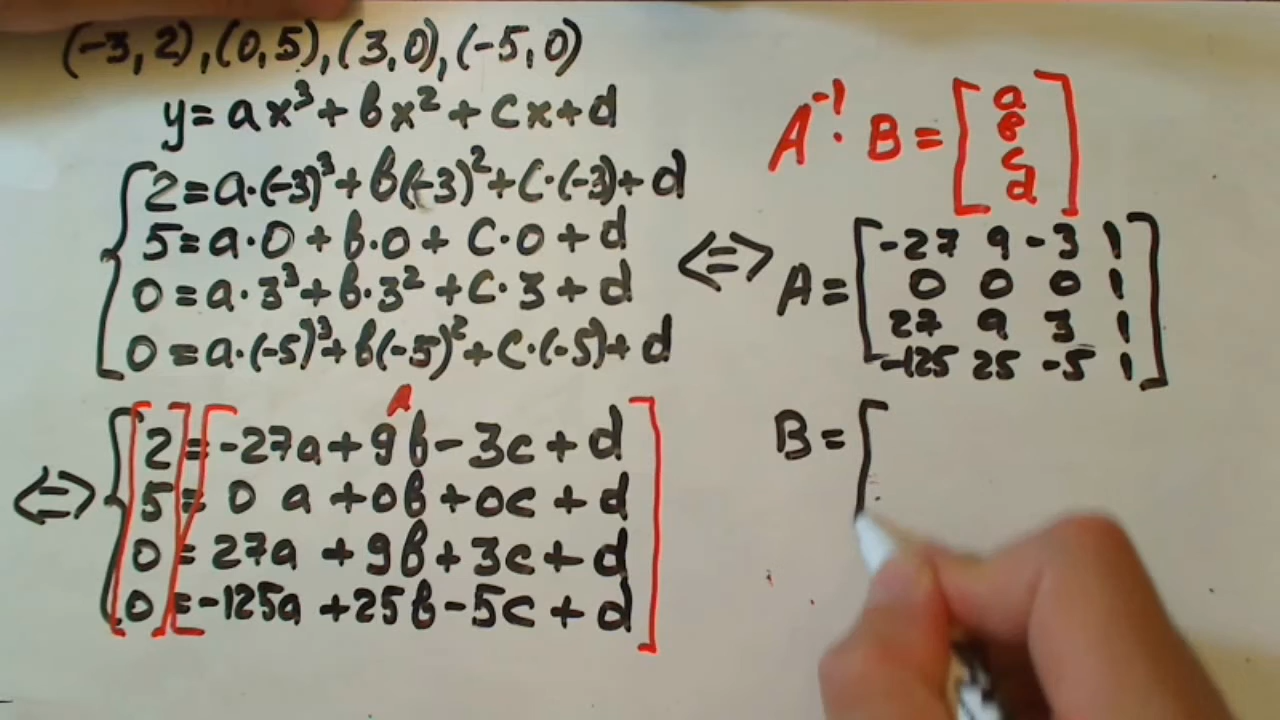 (-3, 2), (0, 5), (3, 0), (-5, 0)
y = ax³ + bx² + cx + d
2 = a·(-3)³ + b(-3)² + c·(-3) + d
5 = a·0 + b·0 + c·0 + d
0 = a·3³ + b·3² + c·3 + d
0 = a·(-5)³ + b(-5)² + c·(-5) + d
⇔
A
2 = -27a + 9b - 3c + d
5 = 0 a + 0b + 0c + d
0 = 27a + 9b + 3c + d
0 = -125a + 25b - 5c + d
⇔
A⁻¹· B = [a
b
c
d]
A = [-27 9 -3 1
0 0 0 1
27 9 3 1
-125 25 -5 1]
B = [